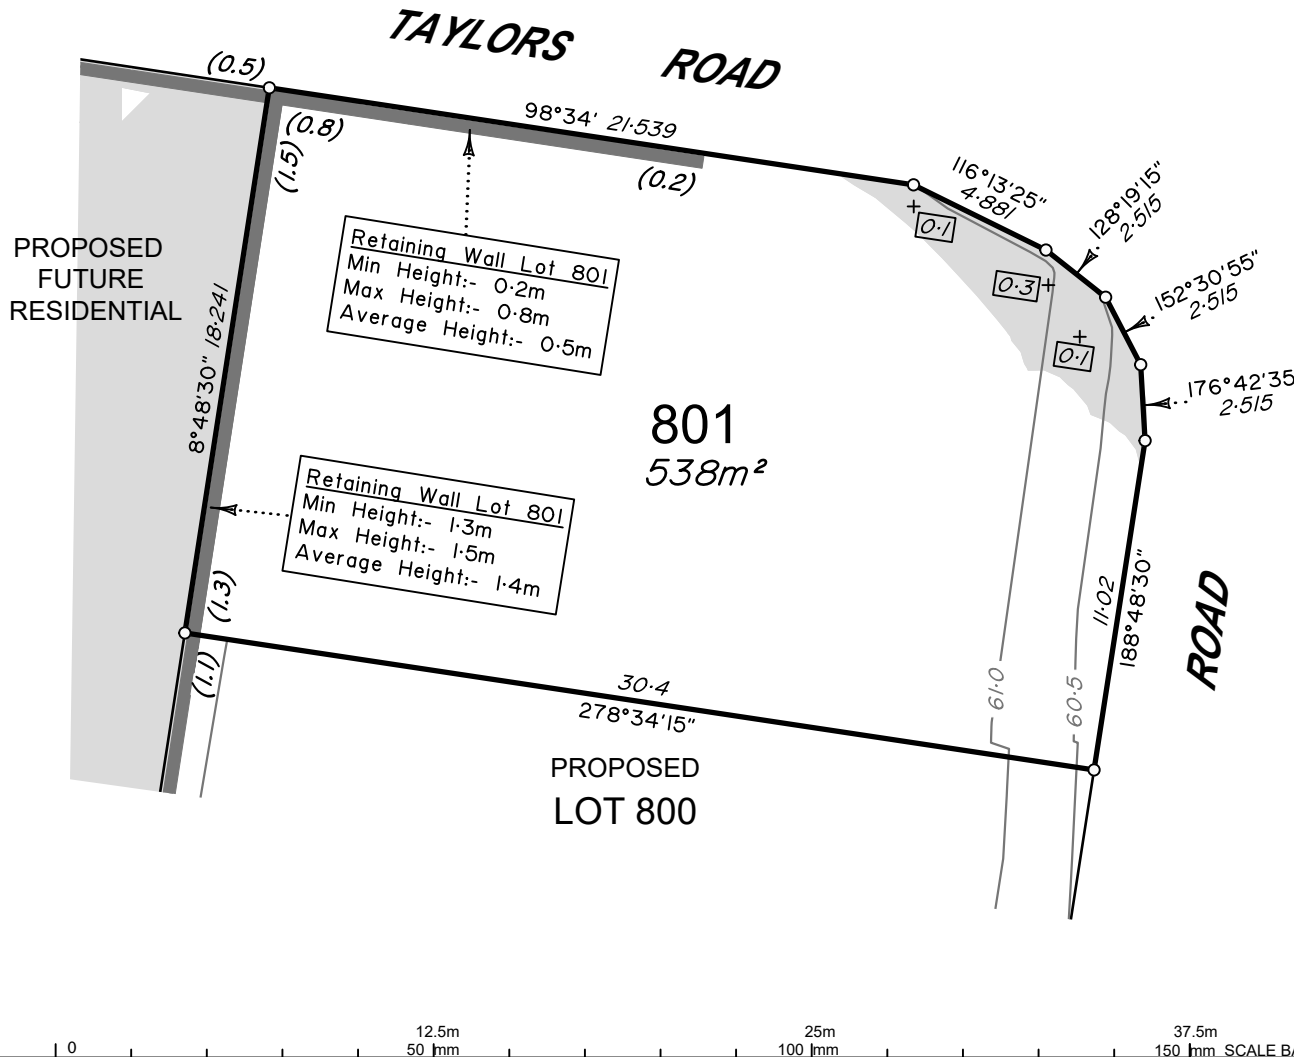 TAYLORS ROAD
(0.5)
98°34' 21·539
(0.8)
(1.5)
(0.2)
116°13'25"
4·881
128°19'15"
2·515
152°30'55"
2·515
176°42'35
2·515
0·1
0·3
0·1
Retaining Wall Lot 801
Min Height:- 0·2m
Max Height:- 0·8m
Average Height:- 0·5m
PROPOSED
FUTURE
RESIDENTIAL
8°48'30" 18·241
801
538m²
Retaining Wall Lot 801
Min Height:- 1·3m
Max Height:- 1·5m
Average Height:- 1·4m
(1.3)
(1.1)
11·02
188°48'30"
ROAD
61·0
60·5
30·4
278°34'15"
PROPOSED
LOT 800
12.5m 25m 37.5m
0 50 mm 100 mm 150 mm SCALE